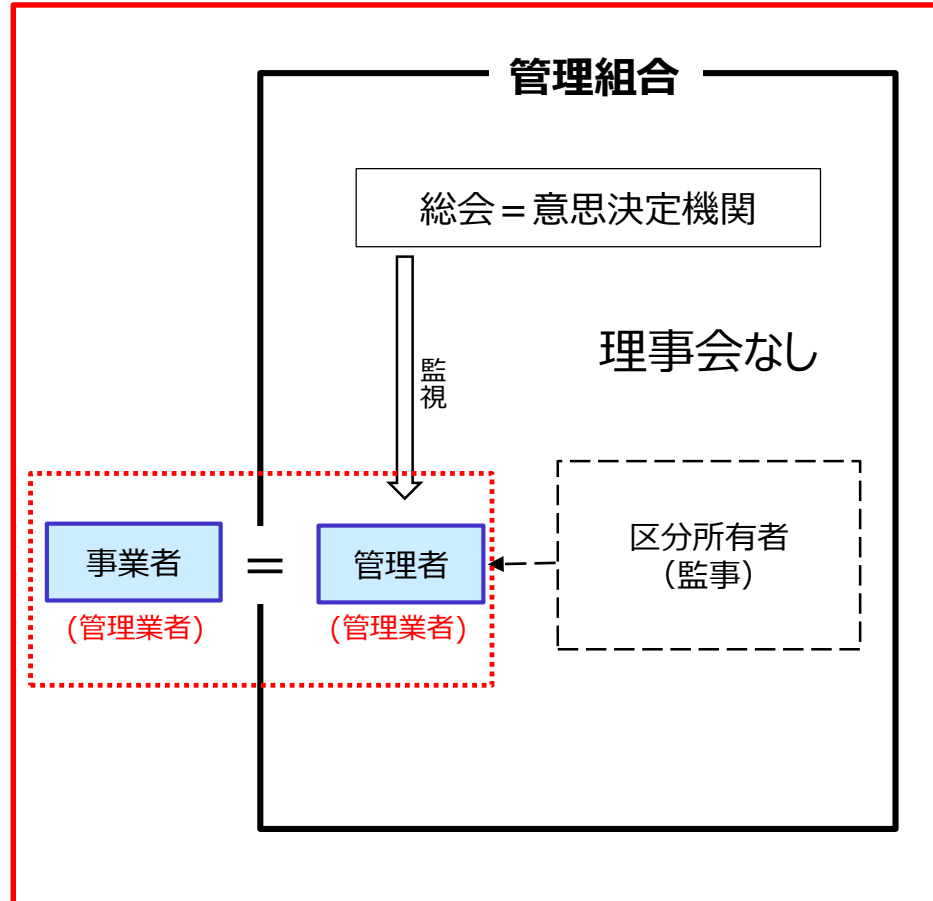 管理組合
総会＝意思決定機関
監視
理事会なし
区分所有者
（監事）
事業者
＝
管理者
(管理業者)
(管理業者)